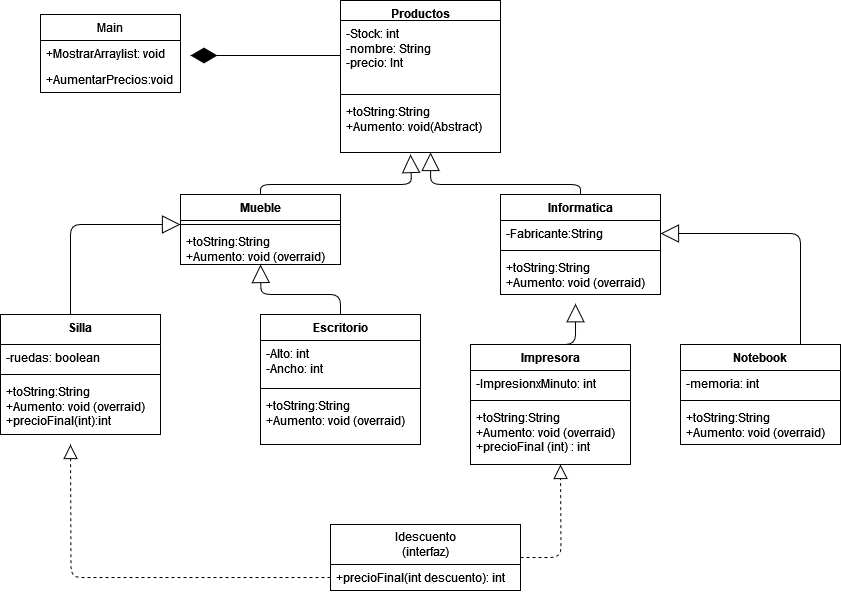 Main
+MostrarArraylist: void
+AumentarPrecios:void
Productos
-Stock: int
-nombre: String
-precio: Int
+toString:String
+Aumento: void(Abstract)
Mueble
+toString:String
+Aumento: void (overraid)
Informatica
-Fabricante:String
+toString:String
+Aumento: void (overraid)
Silla
-ruedas: boolean
+toString:String
+Aumento: void (overraid)
+precioFinal(int):int
Escritorio
-Alto: int
-Ancho: int
+toString:String
+Aumento: void (overraid)
Impresora
-ImpresionxMinuto: int
+toString:String
+Aumento: void (overraid)
+precioFinal (int) : int
Notebook
-memoria: int
+toString:String
+Aumento: void (overraid)
Idescuento
(interfaz)
+precioFinal(int descuento): int